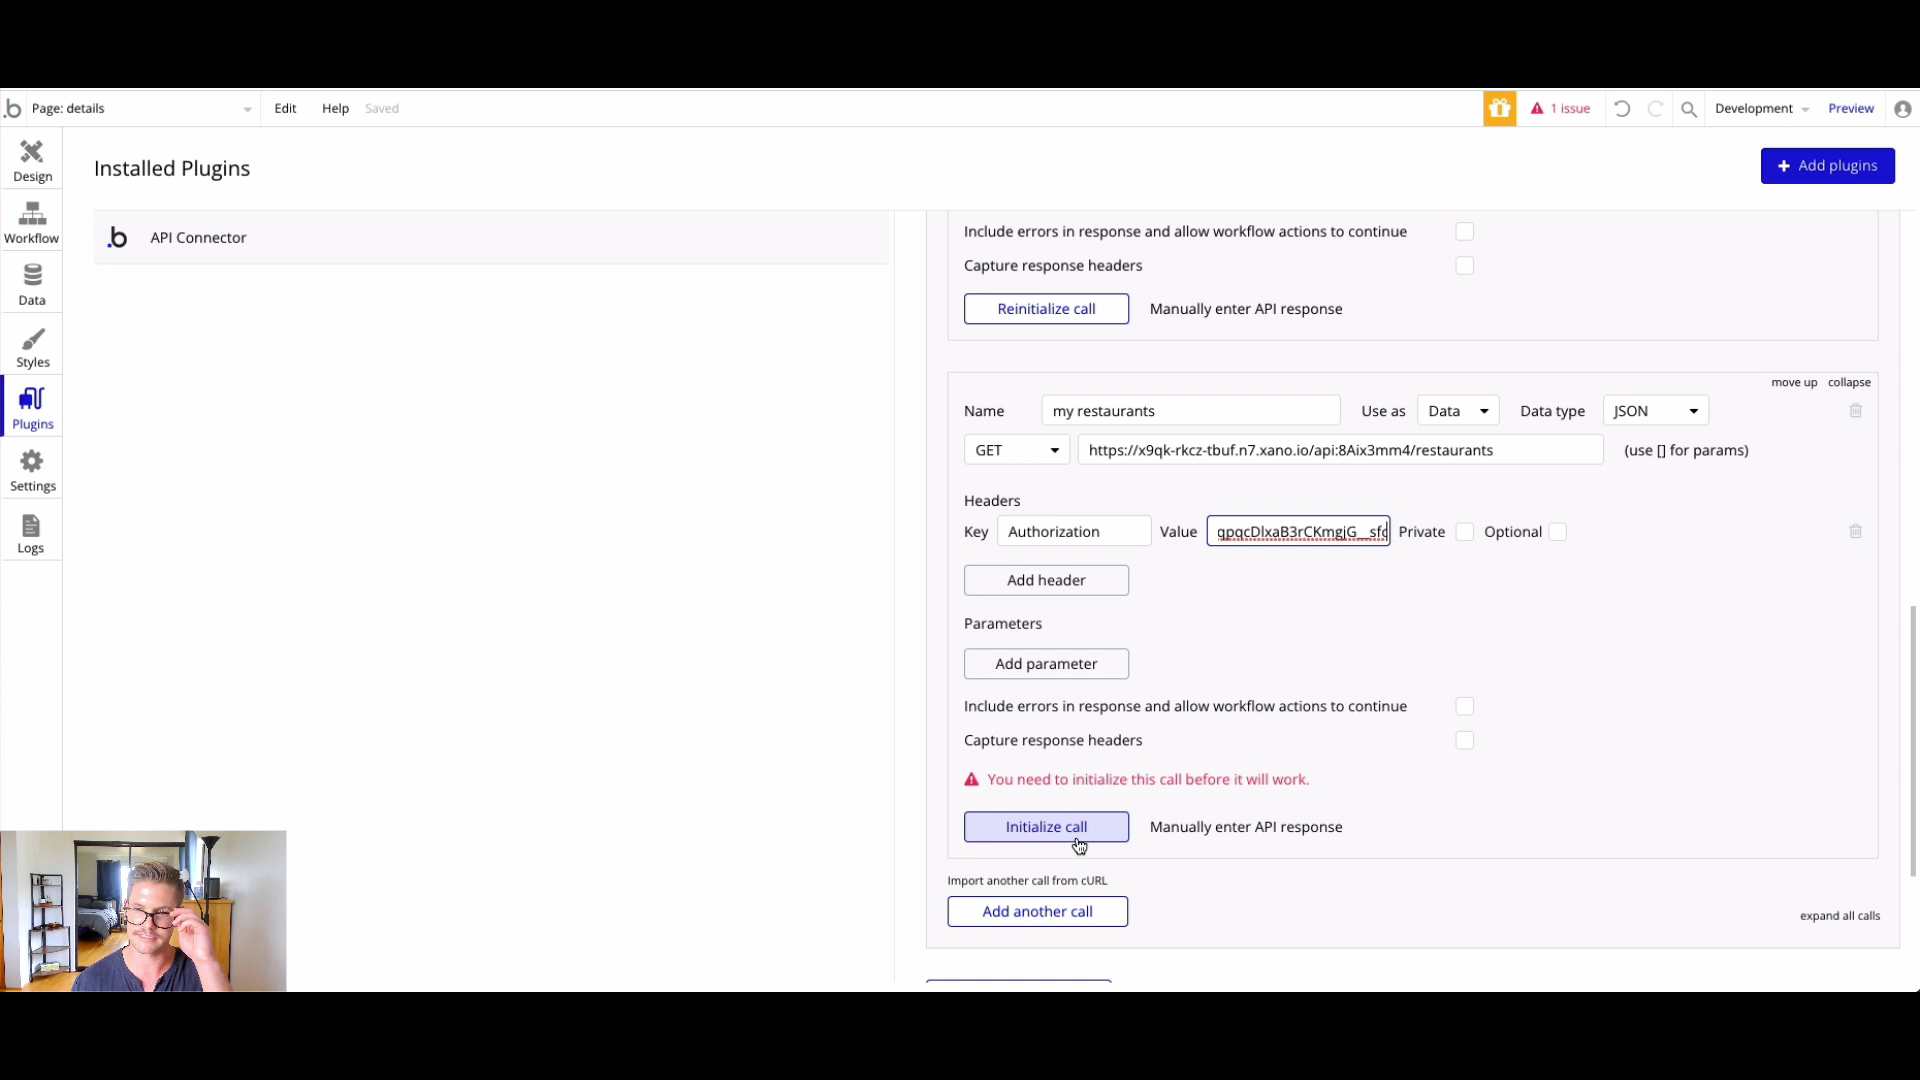 b Page: details Edit Help Saved 1 issue Development Preview
Design
Workflow
Data
Styles
Plugins
Settings
Logs
Installed Plugins
+ Add plugins
b API Connector
Include errors in response and allow workflow actions to continue
Capture response headers
Reinitialize call Manually enter API response
move up collapse
Name my restaurants Use as Data Data type JSON
GET https://x9qk-rkcz-tbuf.n7.xano.io/api:8Aix3mm4/restaurants (use [] for params)
Headers
Key Authorization Value qpqcDlxaB3rCKmgjG__sfc Private Optional
Add header
Parameters
Add parameter
Include errors in response and allow workflow actions to continue
Capture response headers
You need to initialize this call before it will work.
Initialize call Manually enter API response
Import another call from cURL
Add another call
expand all calls